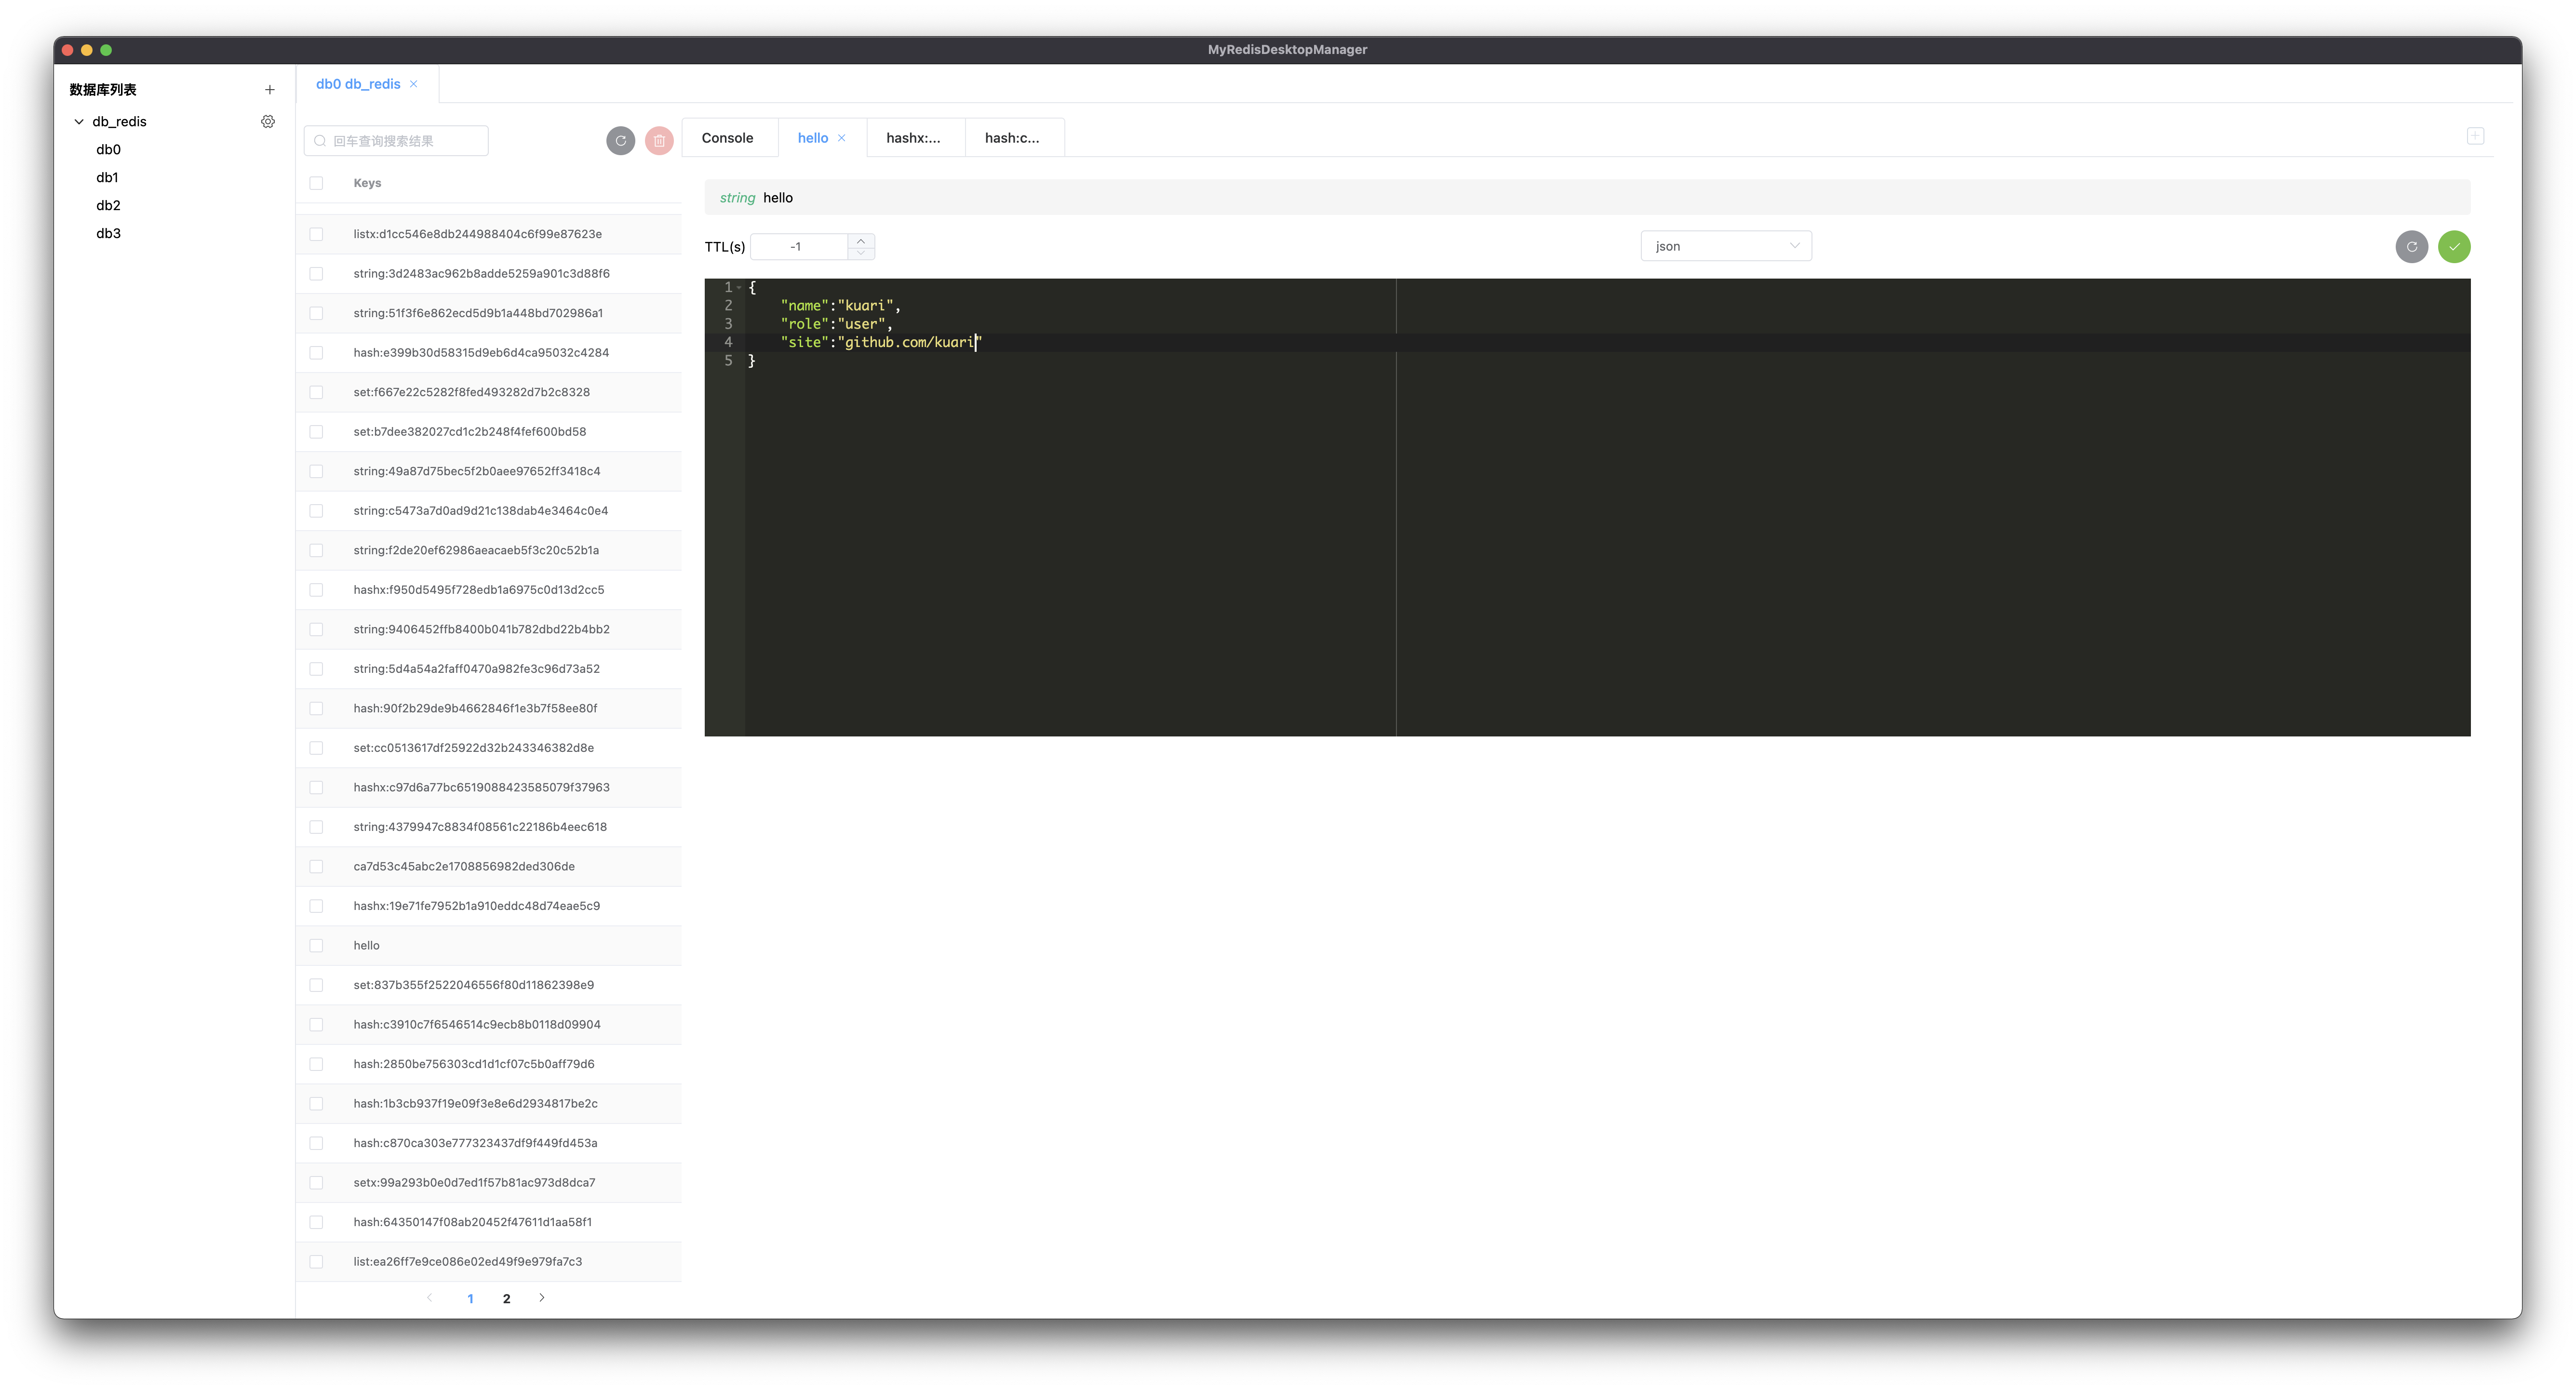 MyRedisDesktopManager
数据库列表
db_redis
db0
db1
db2
db3
db0 db_redis
回车查询搜索结果
Keys
listx:d1cc546e8db244988404c6f99e87623e
string:3d2483ac962b8adde5259a901c3d88f6
string:51f3f6e862ecd5d9b1a448bd702986a1
hash:e399b30d58315d9eb6d4ca95032c4284
set:f667e22c5282f8fed493282d7b2c8328
set:b7dee382027cd1c2b248f4fef600bd58
string:49a87d75bec5f2b0aee97652ff3418c4
string:c5473a7d0ad9d21c138dab4e3464c0e4
string:f2de20ef62986aeacaeb5f3c20c52b1a
hashx:f950d5495f728edb1a6975c0d13d2cc5
string:9406452ffb8400b041b782dbd22b4bb2
string:5d4a54a2faff0470a982fe3c96d73a52
hash:90f2b29de9b4662846f1e3b7f58ee80f
set:cc0513617df25922d32b243346382d8e
hashx:c97d6a77bc6519088423585079f37963
string:4379947c8834f08561c22186b4eec618
ca7d53c45abc2e1708856982ded306de
hashx:19e71fe7952b1a910eddc48d74eae5c9
hello
set:837b355f2522046556f80d11862398e9
hash:c3910c7f6546514c9ecb8b0118d09904
hash:2850be756303cd1d1cf07c5b0aff79d6
hash:1b3cb937f19e09f3e8e6d2934817be2c
hash:c870ca303e777323437df9f449fd453a
setx:99a293b0e0d7ed1f57b81ac973d8dca7
hash:64350147f08ab20452f47611d1aa58f1
list:ea26ff7e9ce086e02ed49f9e979fa7c3
1 2
Console hello hashx:... hash:c...
string hello
TTL(s) -1 json
1 {
2 "name":"kuari",
3 "role":"user",
4 "site":"github.com/kuari"
5 }